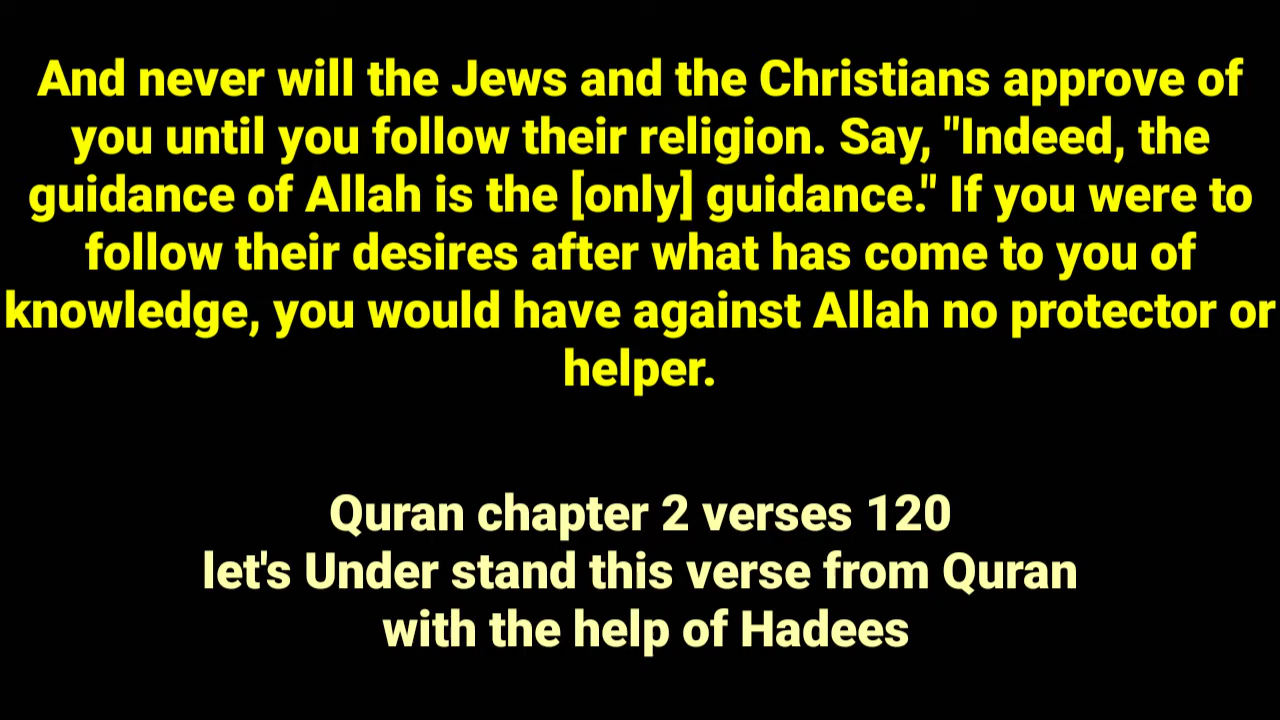 And never will the Jews and the Christians approve of
you until you follow their religion. Say, "Indeed, the
guidance of Allah is the [only] guidance." If you were to
follow their desires after what has come to you of
knowledge, you would have against Allah no protector or
helper.
Quran chapter 2 verses 120
let's Under stand this verse from Quran
with the help of Hadees